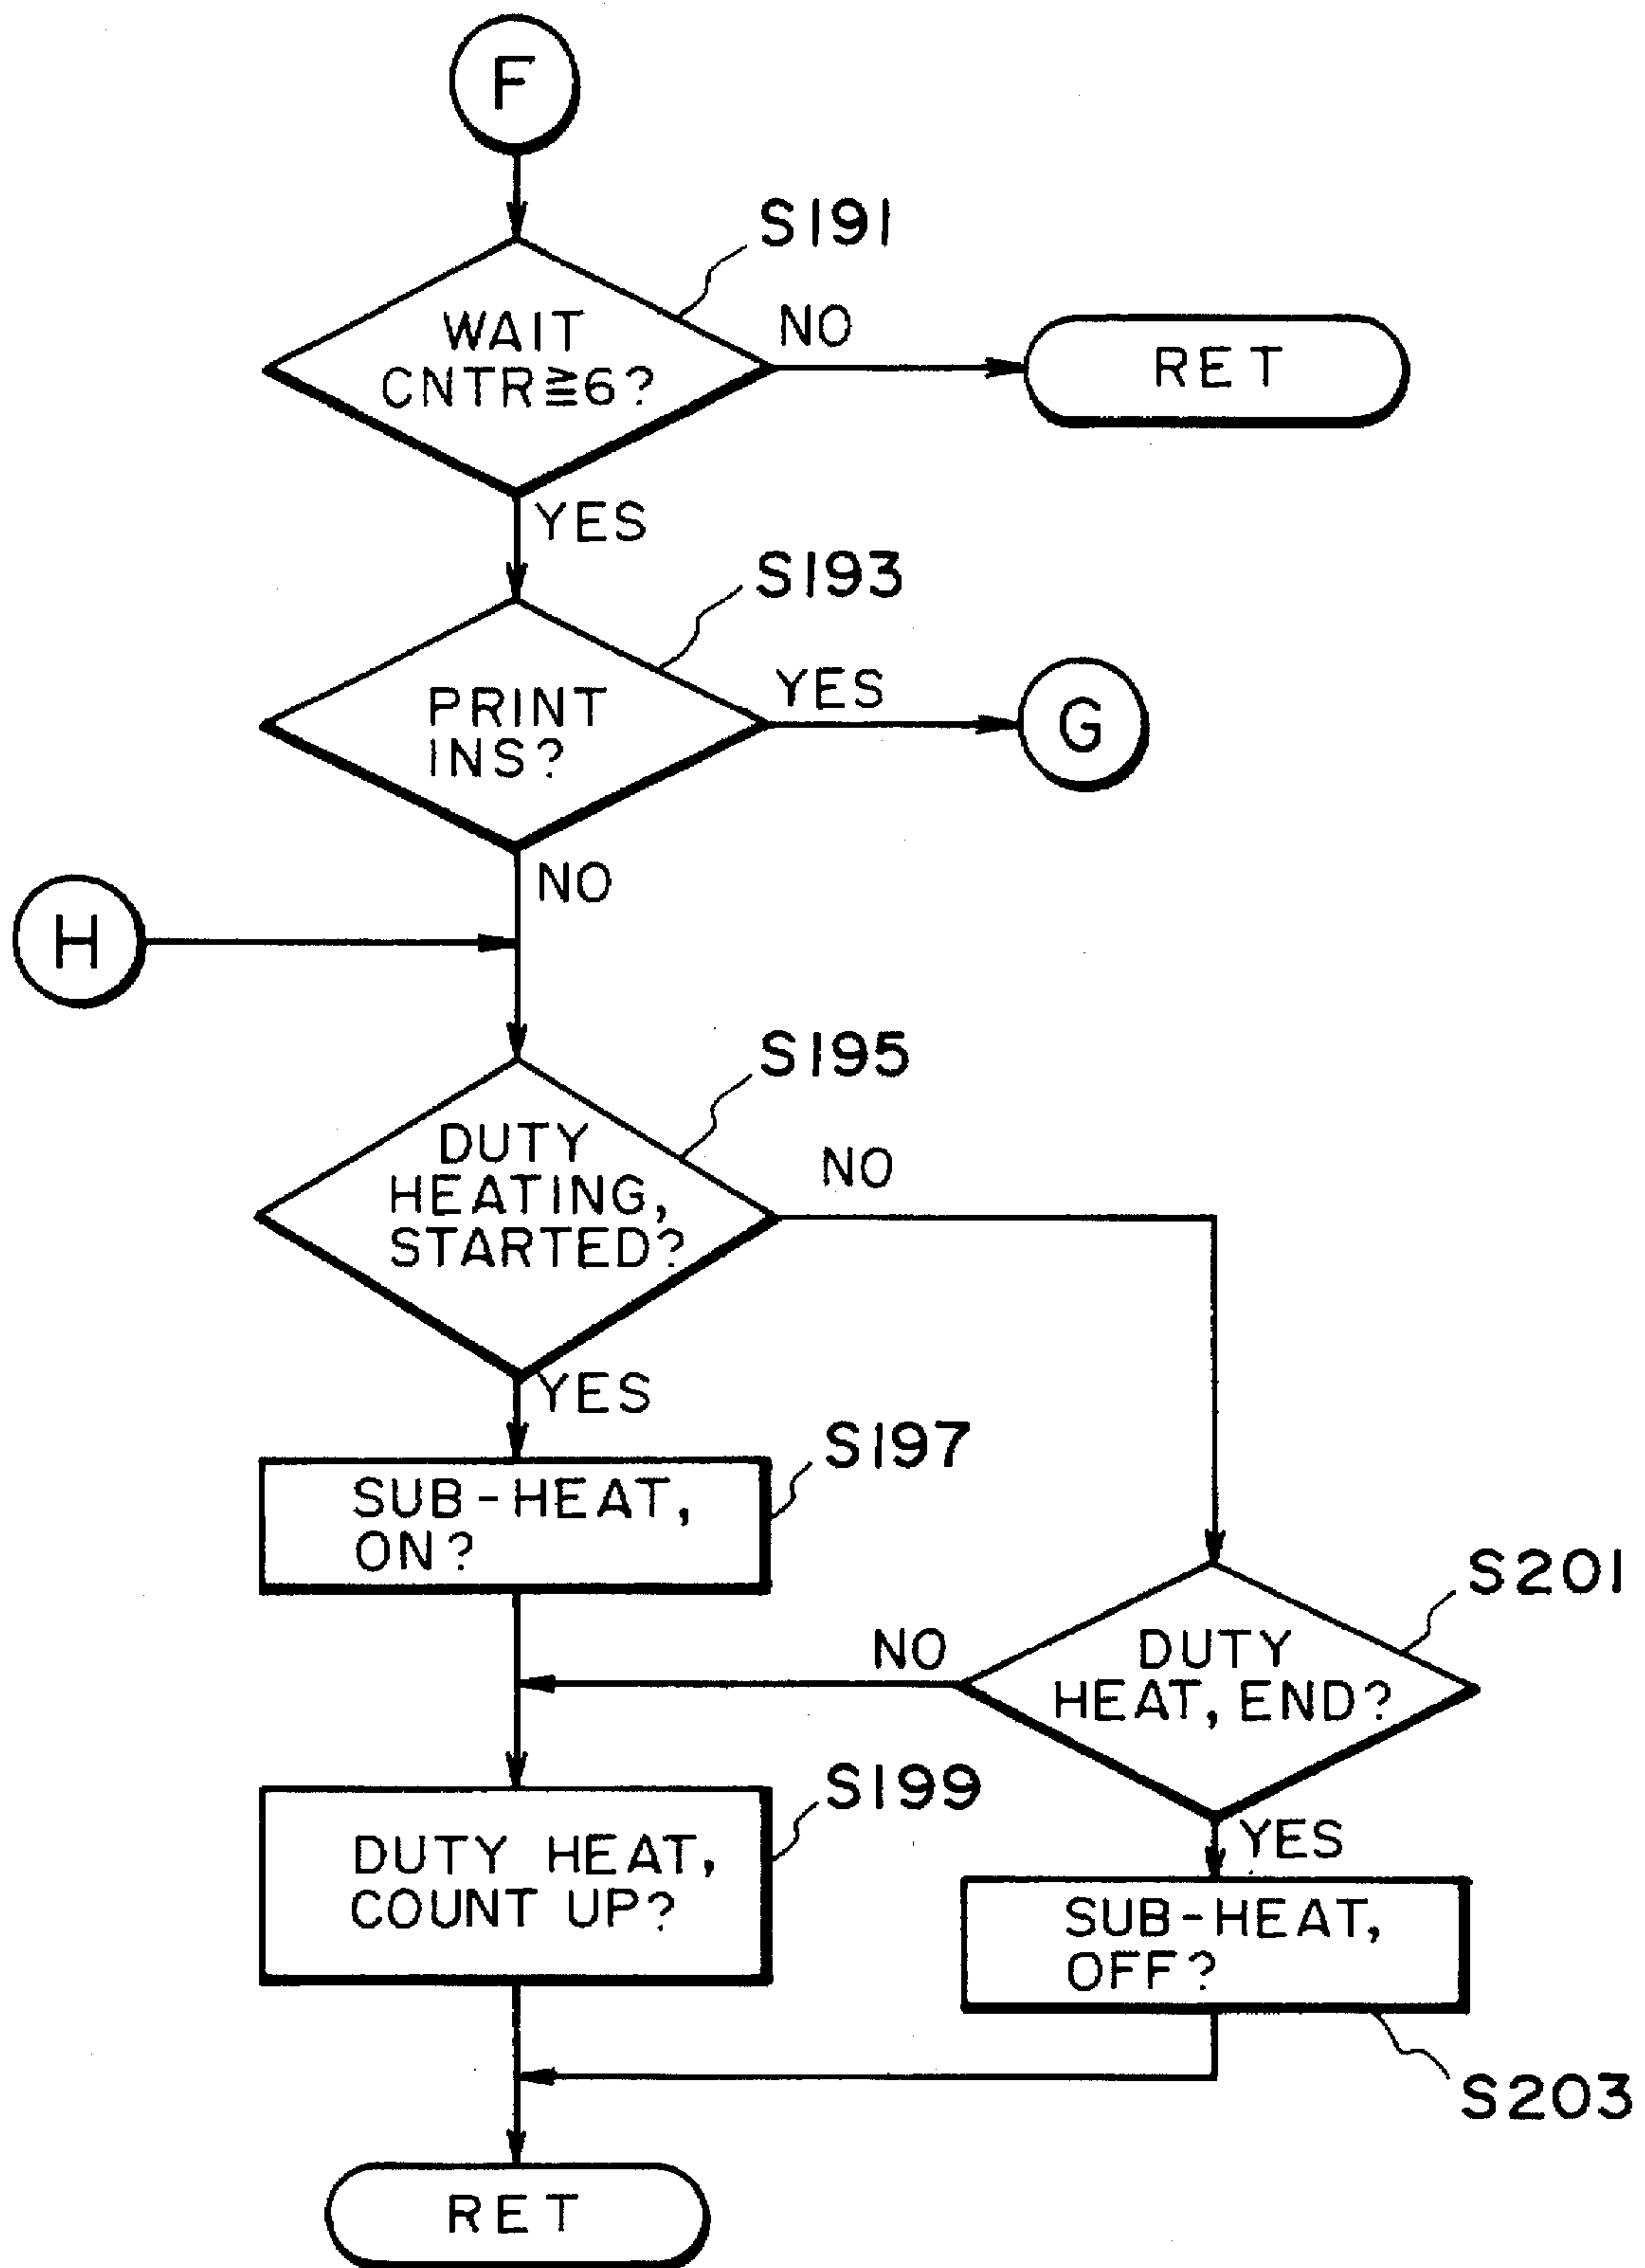 F
S191
WAIT
CNTR≧6?
NO
RET
YES
S193
PRINT
INS?
YES
G
NO
H
S195
DUTY
HEATING,
STARTED?
NO
YES
S197
SUB-HEAT,
ON?
S201
DUTY
HEAT, END?
NO
S199
DUTY HEAT,
COUNT UP?
YES
SUB-HEAT,
OFF?
S203
RET